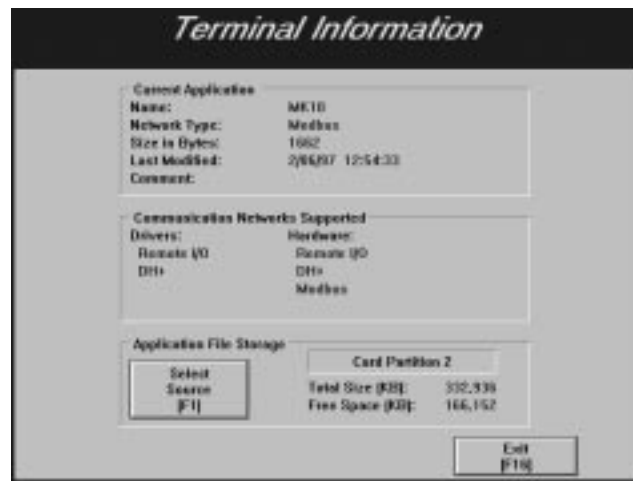 Terminal Information
Current Application
Name: MK10
Network Type: Modbus
Size in Bytes: 1662
Last Modified: 2/06/97 12:54:33
Comment:
Communication Networks Supported
Drivers: Hardware:
Remote I/O Remote I/O
DH+ DH+
Modbus
Application File Storage
Card Partition 2
Select
Source
[F1]
Total Size (KB): 332,936
Free Space (KB): 166,152
Exit
[F16]